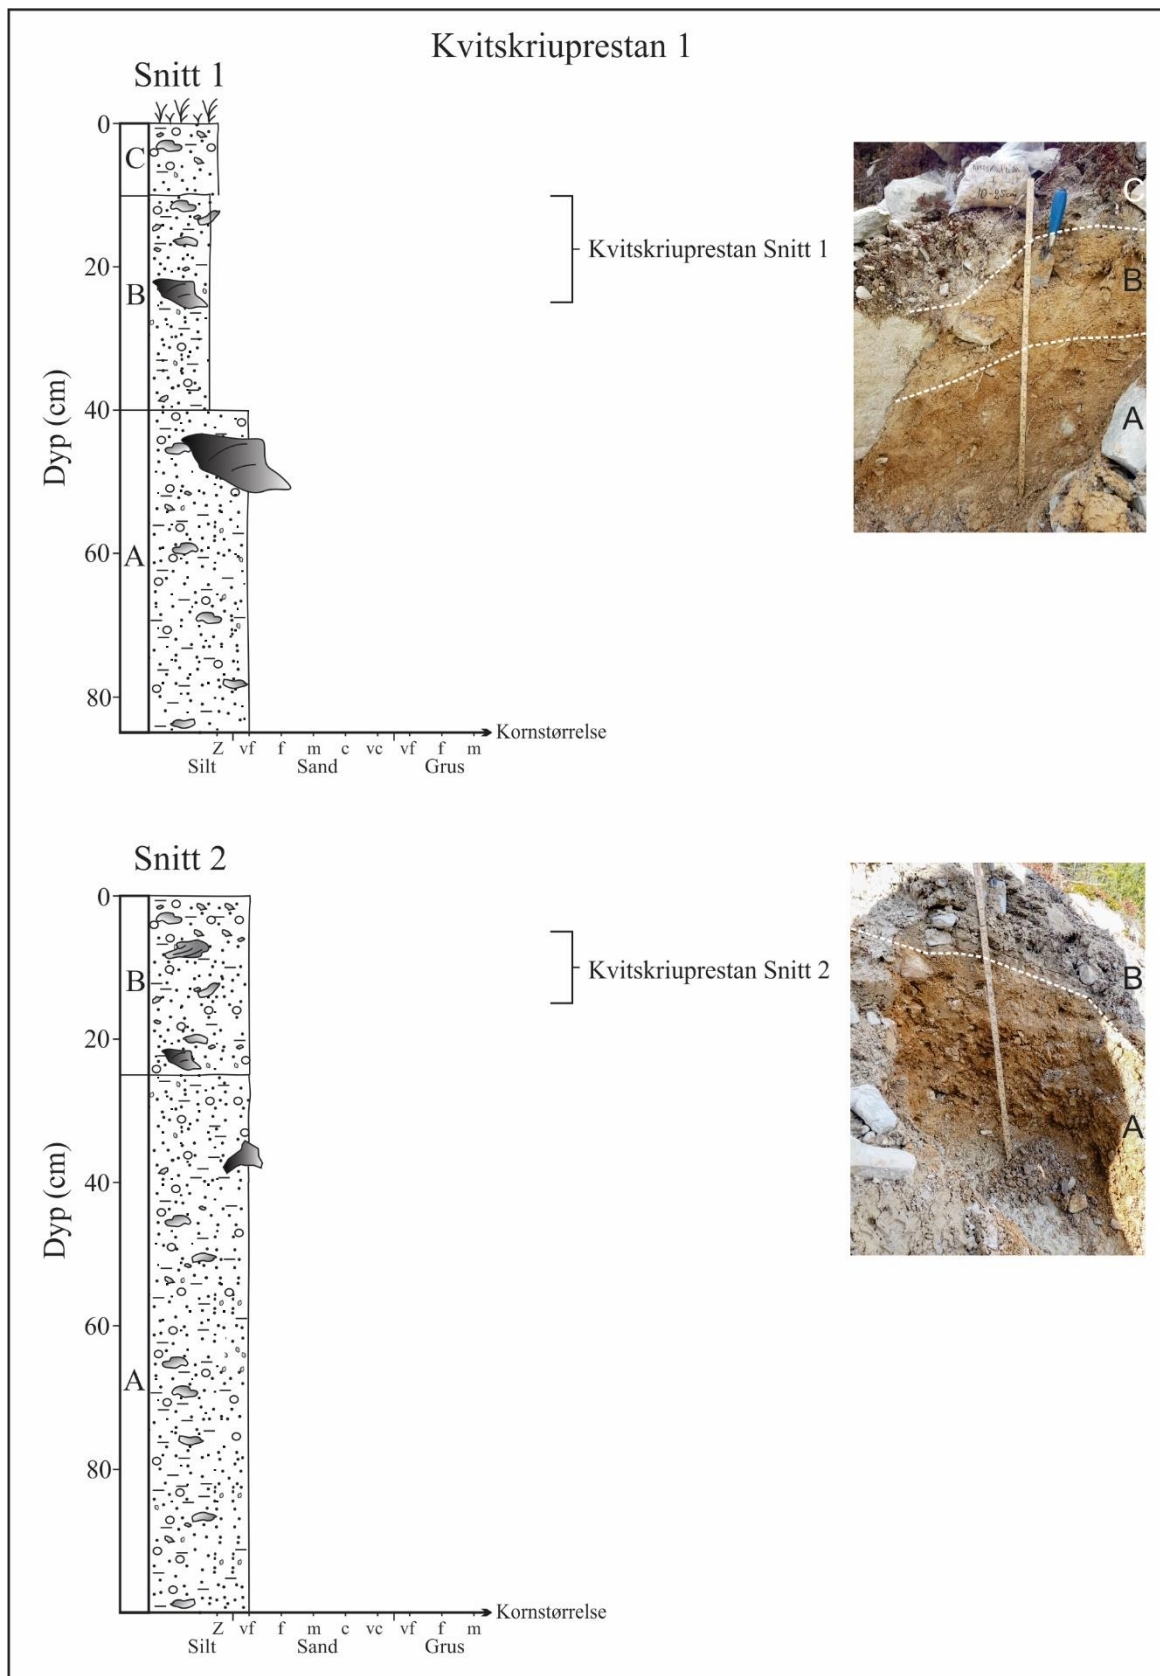 Kvitskriuprestan 1
Snitt 1
0
20
40
60
80
Dyp (cm)
C
B
A
Kvitskriuprestan Snitt 1
C
B
A
10-25cm
Kornstørrelse
Z vf f m c vc vf f m
Silt Sand Grus
Snitt 2
0
20
40
60
80
Dyp (cm)
B
A
Kvitskriuprestan Snitt 2
B
A
Kornstørrelse
Z vf f m c vc vf f m
Silt Sand Grus